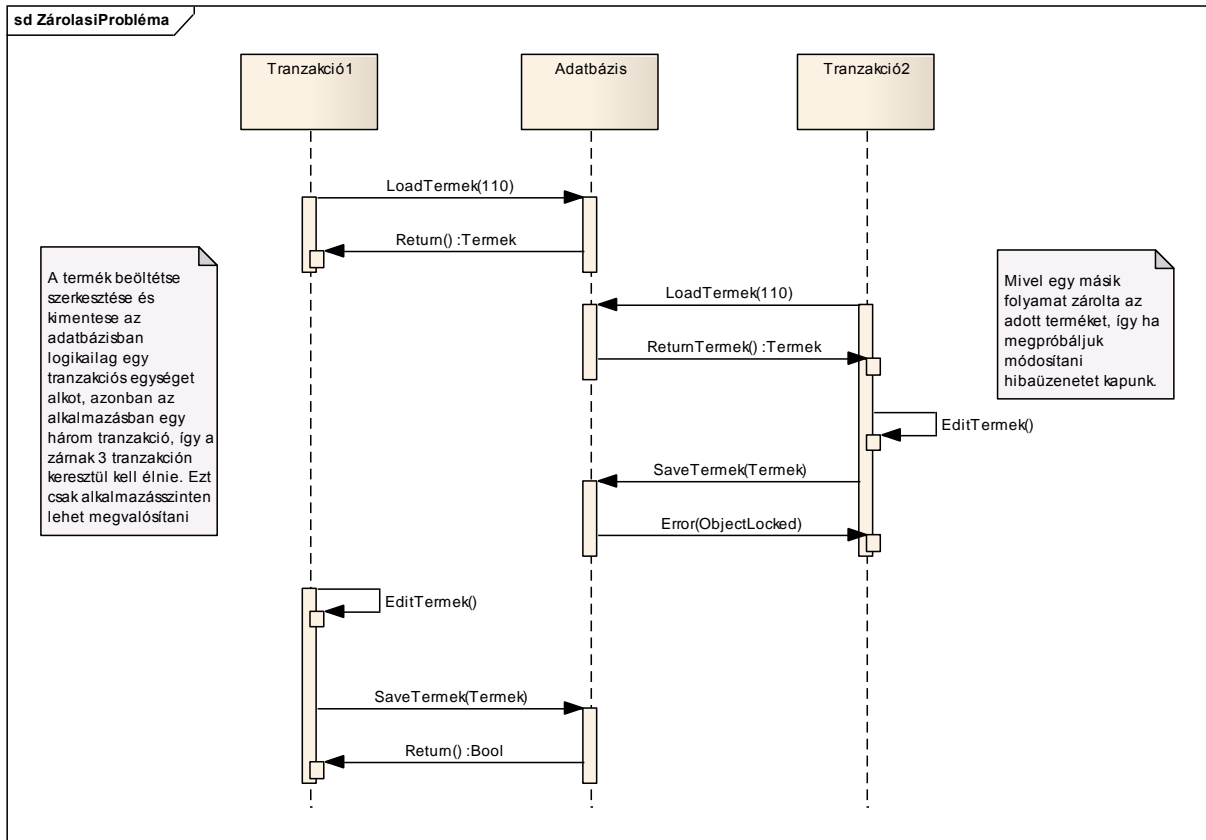 sd ZárolasiProbléma
Tranzakció1
Adatbázis
Tranzakció2
LoadTermek(110)
Return() :Termek
A termék beöltétse
szerkesztése és
kimentese az
adatbázisban
logikailag egy
tranzakciós egységet
alkot, azonban az
alkalmazásban egy
három tranzakció, így a
zárnak 3 tranzakción
keresztül kell élnie. Ezt
csak alkalmazásszinten
lehet megvalósítani
LoadTermek(110)
ReturnTermek() :Termek
Mivel egy másik
folyamat zárolta az
adott terméket, így ha
megpróbáljuk
módosítani
hibaüzenetet kapunk.
EditTermek()
SaveTermek(Termek)
Error(ObjectLocked)
EditTermek()
SaveTermek(Termek)
Return() :Bool